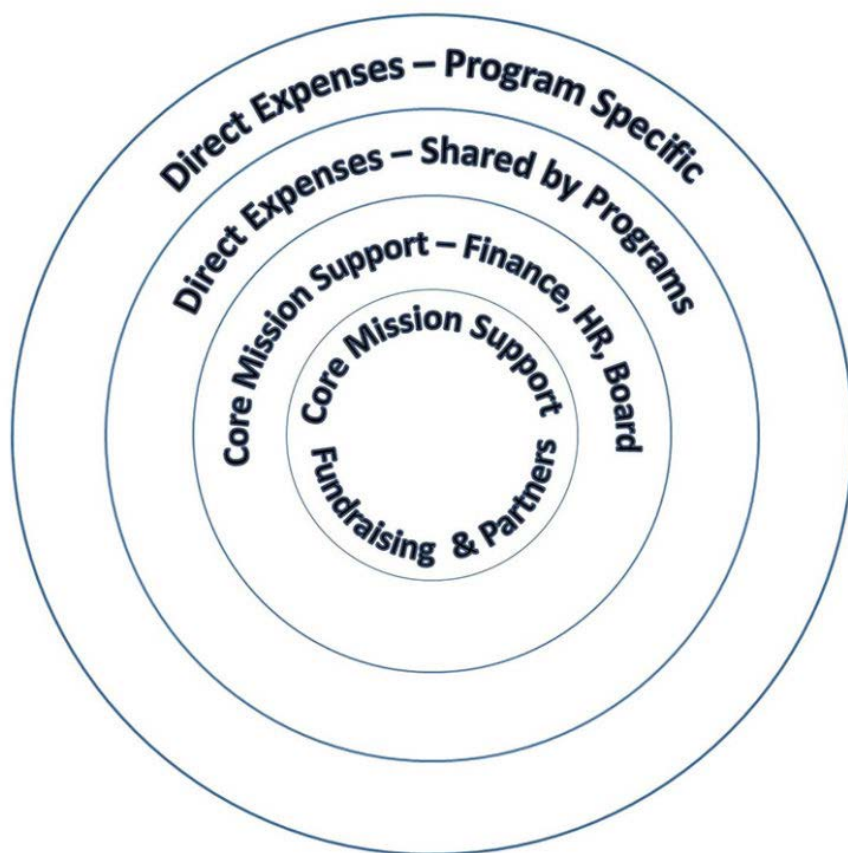 Direct Expenses – Program Specific
Direct Expenses – Shared by Programs
Core Mission Support – Finance, HR, Board
Core Mission Support
Fundraising & Partners